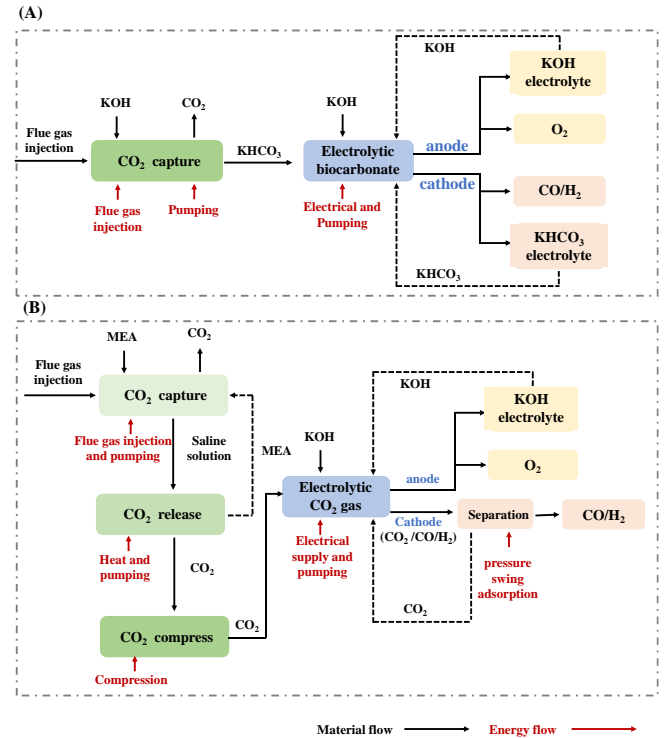 (A)
KOH
KOH
electrolyte
KOH
CO₂
KOH
Flue gas
injection
CO₂ capture
KHCO₃
Electrolytic
biocarbonate
anode
O₂
cathode
CO/H₂
Flue gas
injection
Pumping
Electrical and
Pumping
KHCO₃
electrolyte
KHCO₃
(B)
MEA
CO₂
Flue gas
injection
CO₂ capture
KOH
KOH
electrolyte
Flue gas injection
and pumping
Saline
solution
MEA
KOH
anode
O₂
CO₂ release
Electrolytic
CO₂ gas
Cathode
(CO₂ /CO/H₂)
Separation
CO/H₂
Heat and
pumping
CO₂
Electrical
supply and
pumping
pressure
swing
adsorption
CO₂
CO₂ compress
CO₂
Compression
Material flow
Energy flow